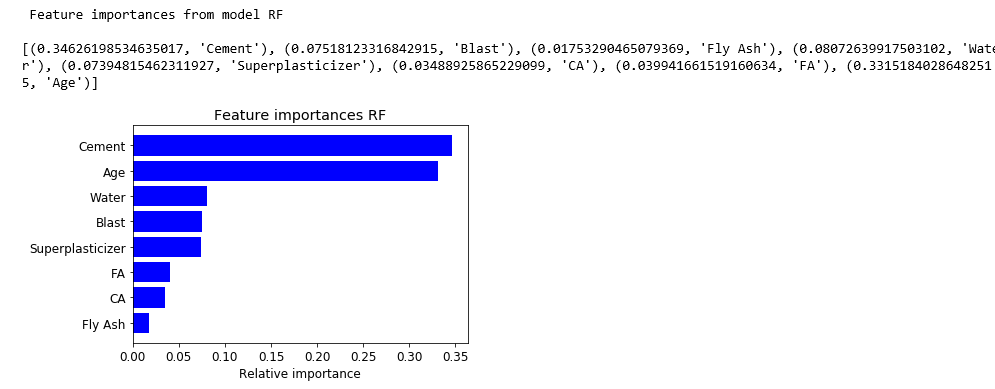 Feature importances from model RF
[(0.34626198534635017, 'Cement'), (0.07518123316842915, 'Blast'), (0.01753290465079369, 'Fly Ash'), (0.08072639917503102, 'Wate
r'), (0.07394815462311927, 'Superplasticizer'), (0.03488925865229099, 'CA'), (0.039941661519160634, 'FA'), (0.3315184028648251
5, 'Age')]
Feature importances RF
Cement
Age
Water
Blast
Superplasticizer
FA
CA
Fly Ash
0.00 0.05 0.10 0.15 0.20 0.25 0.30 0.35
Relative importance